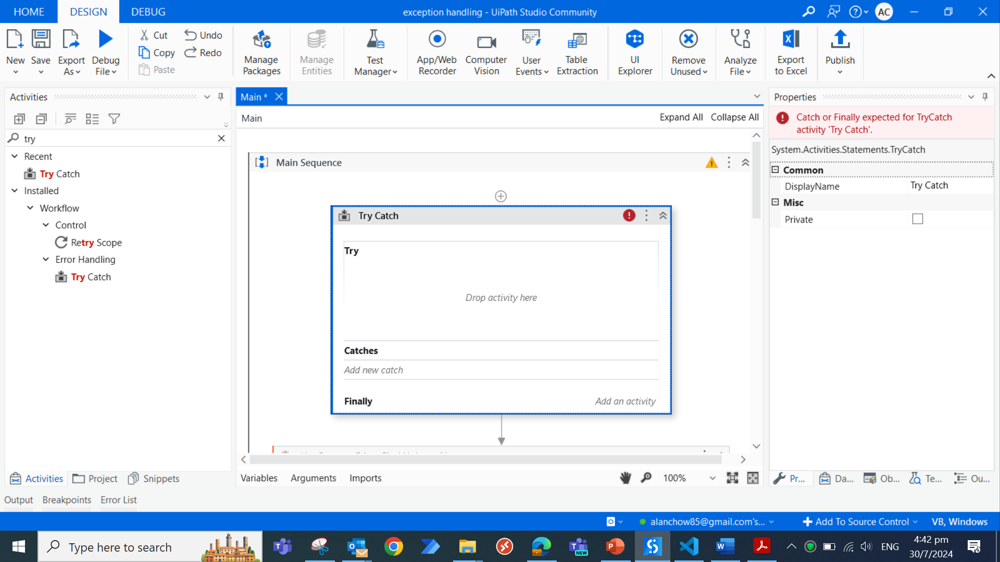 HOME DESIGN DEBUG
exception handling - UiPath Studio Community
AC
New
Save
Export As
Debug File
Cut
Copy
Paste
Undo
Redo
Manage Packages
Manage Entities
Test Manager
App/Web Recorder
Computer Vision
User Events
Table Extraction
UI Explorer
Remove Unused
Analyze File
Export to Excel
Publish
Activities
try
Recent
Try Catch
Installed
Workflow
Control
Retry Scope
Error Handling
Try Catch
Activities Project Snippets
Main *
Main
Expand All Collapse All
Main Sequence
Try Catch
Try
Drop activity here
Catches
Add new catch
Finally
Add an activity
Variables Arguments Imports
100%
Properties
Catch or Finally expected for TryCatch
activity 'Try Catch'.
System.Activities.Statements.TryCatch
Common
DisplayName Try Catch
Misc
Private
Pr... Da... Ob... Te... Ou...
Output Breakpoints Error List
alanchow85@gmail.com's...
Add To Source Control
VB, Windows
Type here to search
NEW
ENG
4:42 pm
30/7/2024